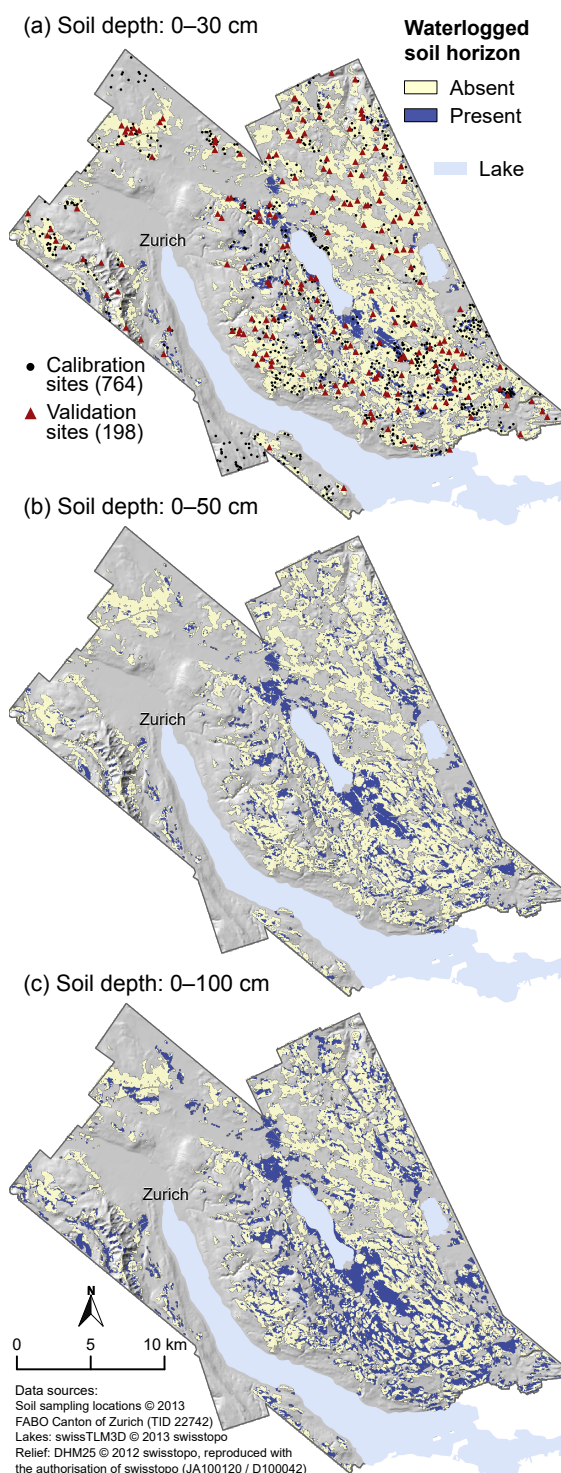 (a) Soil depth: 0–30 cm
Waterlogged
soil horizon
Absent
Present
Lake
Zurich
Calibration
sites (764)
Validation
sites (198)
(b) Soil depth: 0–50 cm
Zurich
(c) Soil depth: 0–100 cm
Zurich
N
0 5 10 km
Data sources:
Soil sampling locations © 2013
FABO Canton of Zurich (TID 22742)
Lakes: swissTLM3D © 2013 swisstopo
Relief: DHM25 © 2012 swisstopo, reproduced with
the authorisation of swisstopo (JA100120 / D100042)